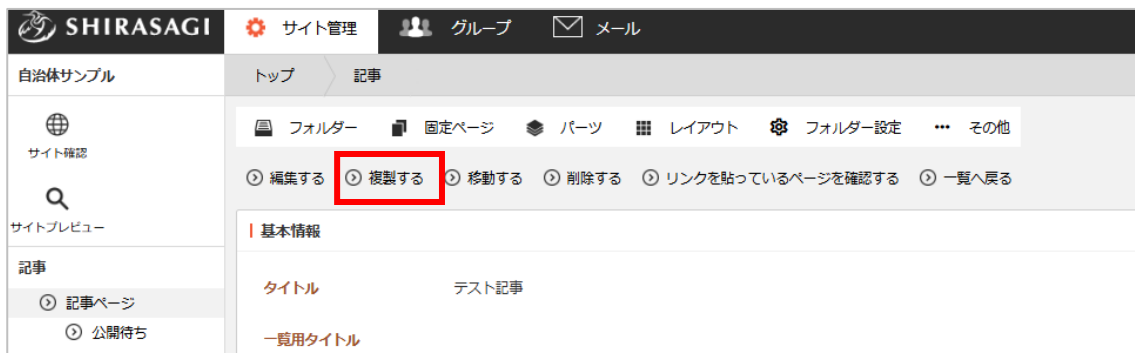 SHIRASAGI サイト管理 グループ メール
自治体サンプル トップ 記事
フォルダー 固定ページ パーツ レイアウト フォルダー設定 ••• その他
サイト確認
編集する 複製する 移動する 削除する リンクを貼っているページを確認する 一覧へ戻る
サイトプレビュー
基本情報
記事
タイトル テスト記事
記事ページ
公開待ち
一覧用タイトル